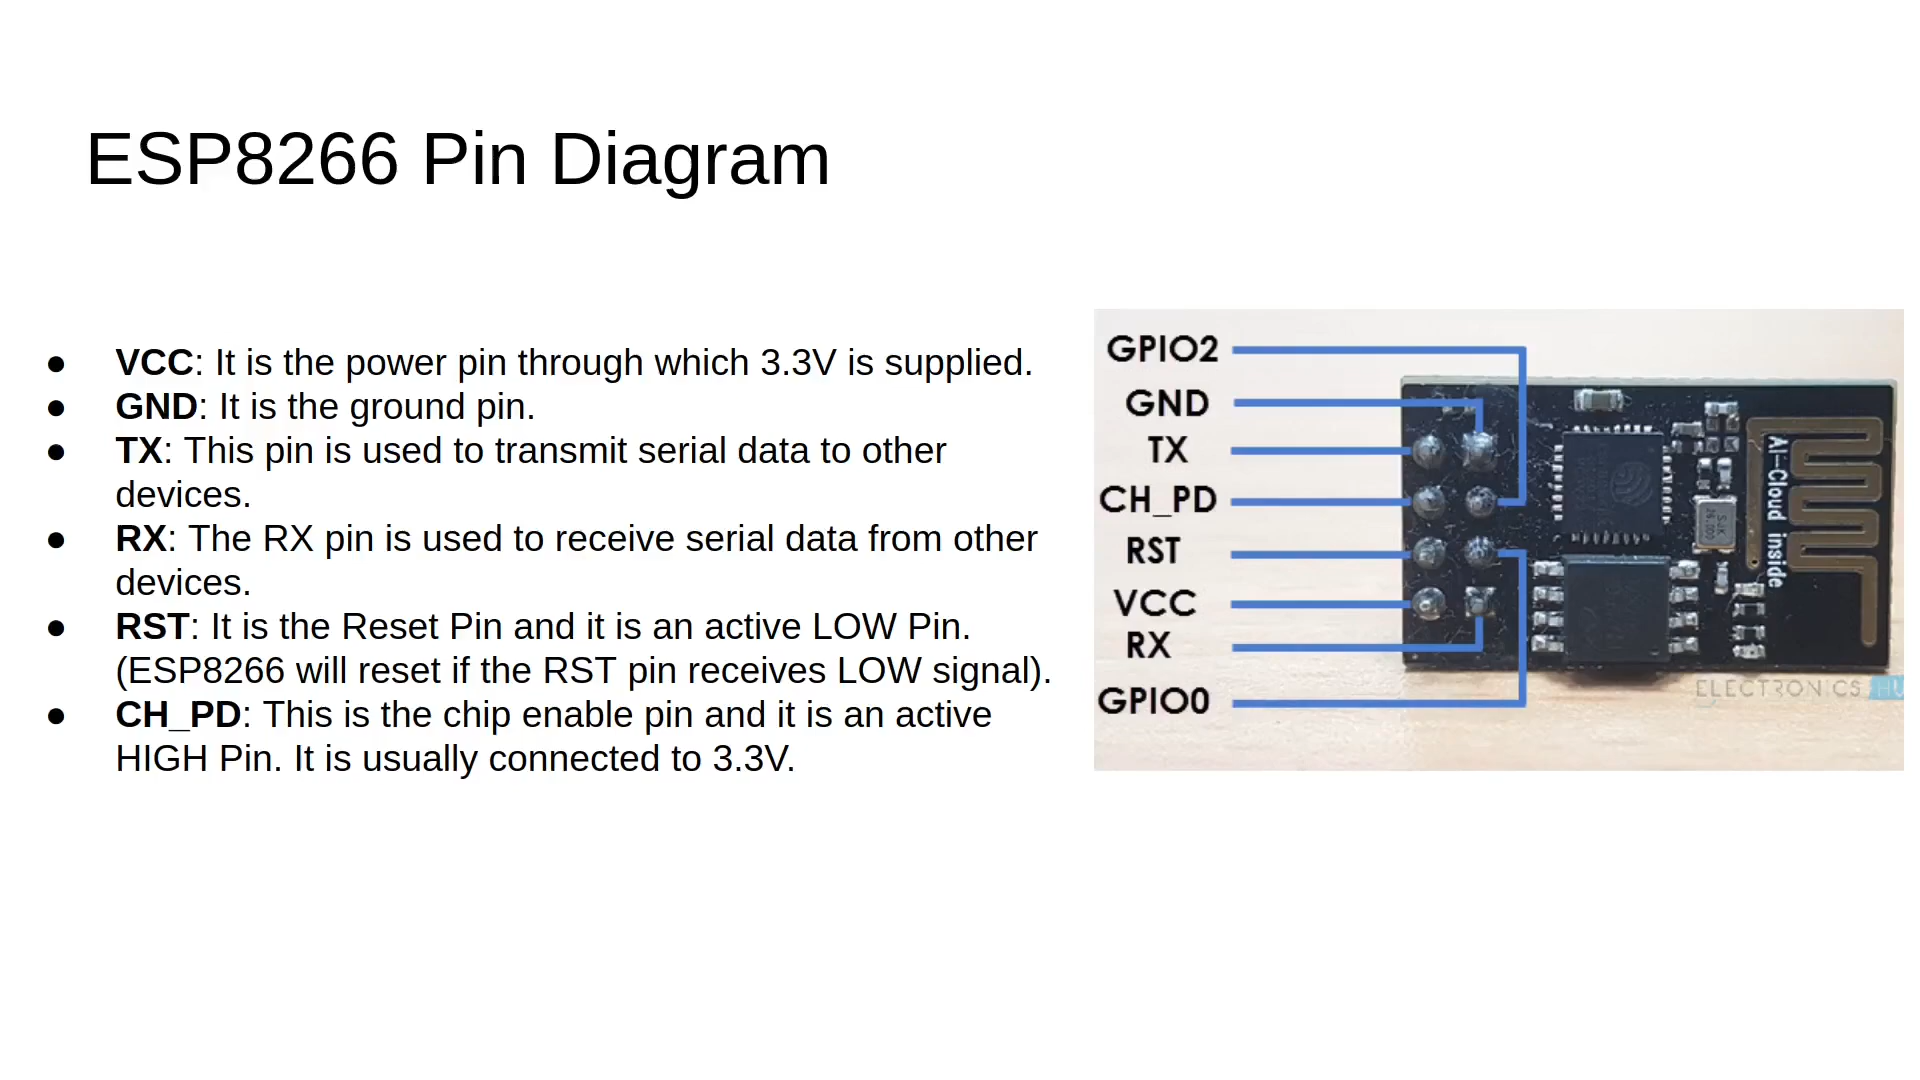 ESP8266 Pin Diagram
● VCC: It is the power pin through which 3.3V is supplied.
● GND: It is the ground pin.
● TX: This pin is used to transmit serial data to other
devices.
● RX: The RX pin is used to receive serial data from other
devices.
● RST: It is the Reset Pin and it is an active LOW Pin.
(ESP8266 will reset if the RST pin receives LOW signal).
● CH_PD: This is the chip enable pin and it is an active
HIGH Pin. It is usually connected to 3.3V.
GPIO2
GND
TX
CH_PD
RST
VCC
RX
GPIO0
AI-Cloud inside
ELECTRONICS HU